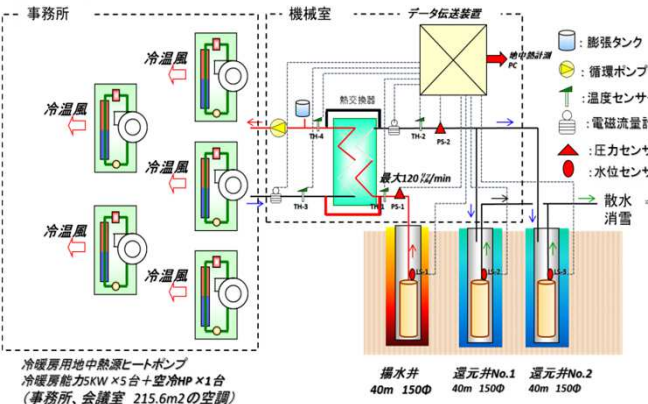 事務所
機械室
データ伝送装置
冷温風
冷温風
冷温風
冷温風
冷温風
地中熱計測
PC
熱交換器
TH-4
TH-2
PS-2
TH-3
PS-1
最大120㍑/min
:膨張タンク
:循環ポンプ
:温度センサ
:電磁流量計
:圧力センサ
:水位センサ
散水
消雪
LS-1
LS-2
LS-3
揚水井
40m 150Φ
還元井No.1
40m 150Φ
還元井No.2
40m 150Φ
冷暖房用地中熱源ヒートポンプ
冷暖房能力5KW×5台+空冷HP×1台
(事務所、会議室 215.6m2の空調)